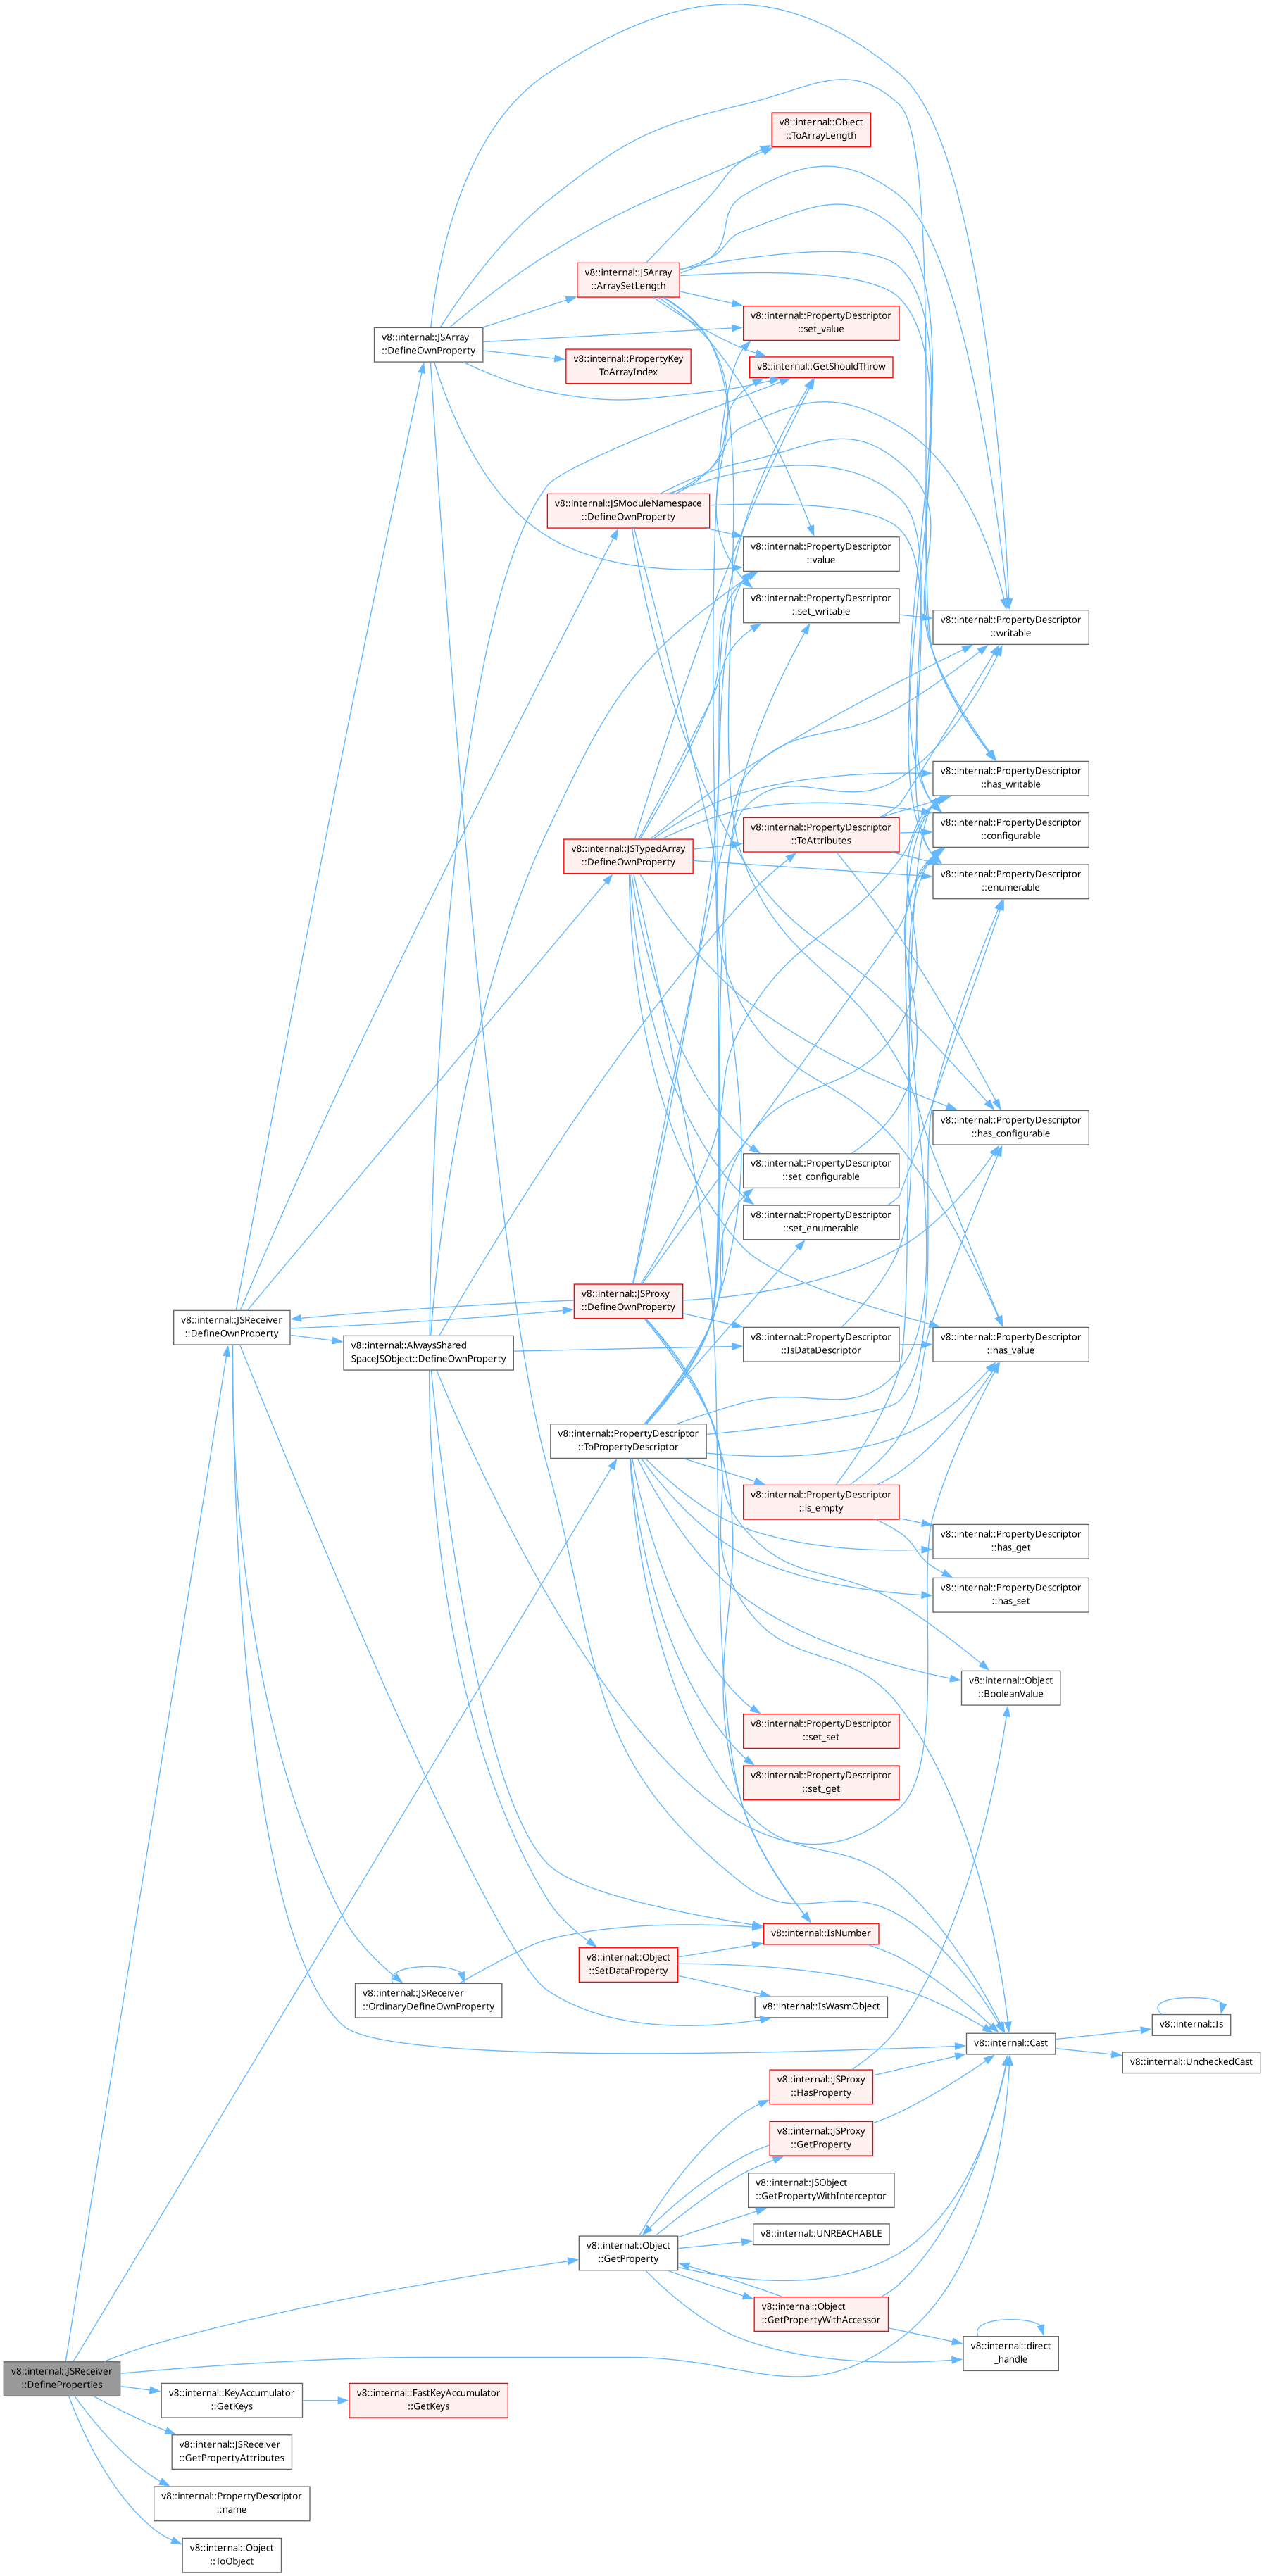 v8::internal::Object
::ToArrayLength
v8::internal::JSArray
::ArraySetLength
v8::internal::PropertyDescriptor
::set_value
v8::internal::JSArray
::DefineOwnProperty
v8::internal::PropertyKey
ToArrayIndex
v8::internal::GetShouldThrow
v8::internal::JSModuleNamespace
::DefineOwnProperty
v8::internal::PropertyDescriptor
::value
v8::internal::PropertyDescriptor
::set_writable
v8::internal::PropertyDescriptor
::writable
v8::internal::PropertyDescriptor
::has_writable
v8::internal::JSTypedArray
::DefineOwnProperty
v8::internal::PropertyDescriptor
::ToAttributes
v8::internal::PropertyDescriptor
::configurable
v8::internal::PropertyDescriptor
::enumerable
v8::internal::PropertyDescriptor
::has_configurable
v8::internal::PropertyDescriptor
::set_configurable
v8::internal::PropertyDescriptor
::set_enumerable
v8::internal::JSProxy
::DefineOwnProperty
v8::internal::JSReceiver
::DefineOwnProperty
v8::internal::AlwaysShared
SpaceJSObject::DefineOwnProperty
v8::internal::PropertyDescriptor
::IsDataDescriptor
v8::internal::PropertyDescriptor
::has_value
v8::internal::PropertyDescriptor
::ToPropertyDescriptor
v8::internal::PropertyDescriptor
::is_empty
v8::internal::PropertyDescriptor
::has_get
v8::internal::PropertyDescriptor
::has_set
v8::internal::Object
::BooleanValue
v8::internal::PropertyDescriptor
::set_set
v8::internal::PropertyDescriptor
::set_get
v8::internal::IsNumber
v8::internal::Object
::SetDataProperty
v8::internal::JSReceiver
::OrdinaryDefineOwnProperty
v8::internal::IsWasmObject
v8::internal::Is
v8::internal::Cast
v8::internal::UncheckedCast
v8::internal::JSProxy
::HasProperty
v8::internal::JSProxy
::GetProperty
v8::internal::JSObject
::GetPropertyWithInterceptor
v8::internal::UNREACHABLE
v8::internal::Object
::GetProperty
v8::internal::Object
::GetPropertyWithAccessor
v8::internal::direct
_handle
v8::internal::JSReceiver
::DefineProperties
v8::internal::KeyAccumulator
::GetKeys
v8::internal::FastKeyAccumulator
::GetKeys
v8::internal::JSReceiver
::GetPropertyAttributes
v8::internal::PropertyDescriptor
::name
v8::internal::Object
::ToObject